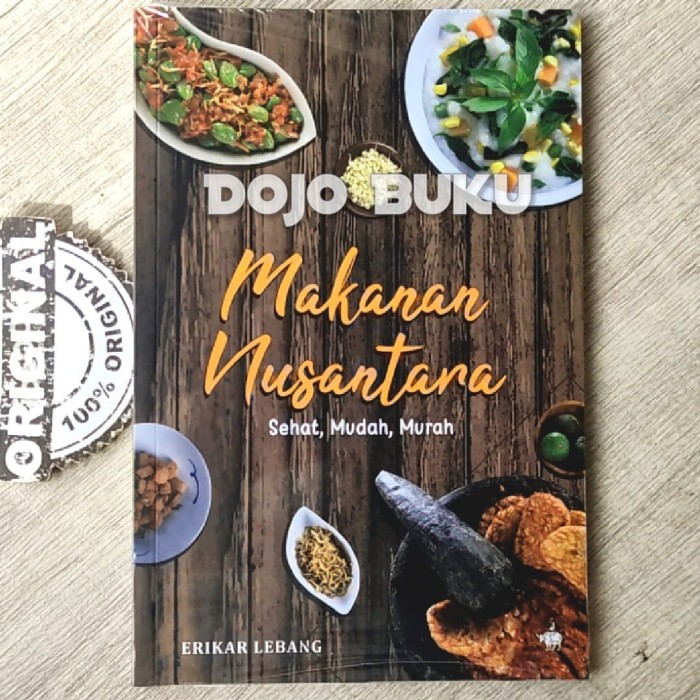 DOJO BUKU
Makanan
Nusantara
Sehat, Mudah, Murah
ERIKAR LEBANG
ORIGINAL
100% ORIGINAL